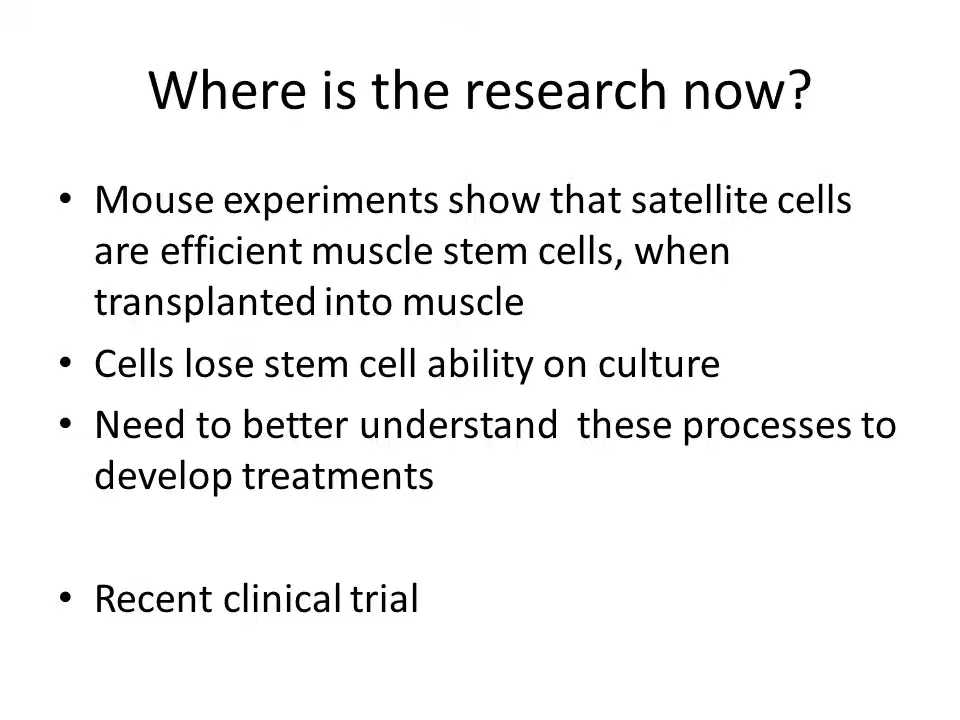 Where is the research now?
• Mouse experiments show that satellite cells
are efficient muscle stem cells, when
transplanted into muscle
• Cells lose stem cell ability on culture
• Need to better understand  these processes to
develop treatments
• Recent clinical trial